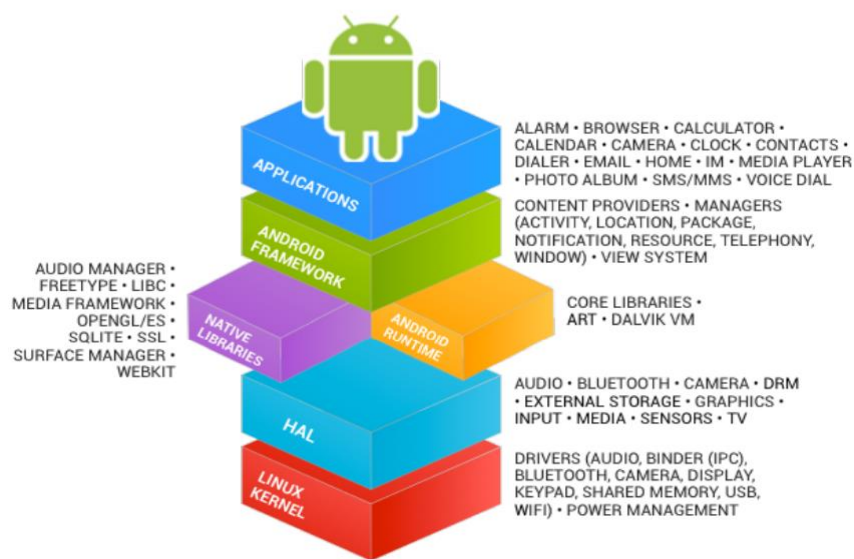 ALARM • BROWSER • CALCULATOR •
CALENDAR • CAMERA • CLOCK • CONTACTS •
DIALER • EMAIL • HOME • IM • MEDIA PLAYER
• PHOTO ALBUM • SMS/MMS • VOICE DIAL
APPLICATIONS
CONTENT PROVIDERS • MANAGERS
(ACTIVITY, LOCATION, PACKAGE,
NOTIFICATION, RESOURCE, TELEPHONY,
WINDOW) • VIEW SYSTEM
ANDROID
FRAMEWORK
AUDIO MANAGER •
FREETYPE • LIBC •
MEDIA FRAMEWORK •
OPENGL/ES •
SQLITE • SSL •
SURFACE MANAGER •
WEBKIT
NATIVE
LIBRARIES
ANDROID
RUNTIME
CORE LIBRARIES •
ART • DALVIK VM
AUDIO • BLUETOOTH • CAMERA • DRM
• EXTERNAL STORAGE • GRAPHICS •
INPUT • MEDIA • SENSORS • TV
HAL
DRIVERS (AUDIO, BINDER (IPC),
BLUETOOTH, CAMERA, DISPLAY,
KEYPAD, SHARED MEMORY, USB,
WIFI) • POWER MANAGEMENT
LINUX
KERNEL